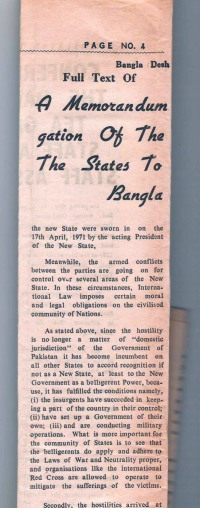 PAGE NO. 4
Bangla Desh
Full Text Of
A Memorandum
gation Of The
The States To
Bangla
the new State were sworn in on the
17th April, 1971 by the acting President
of the New State,
Meanwhile, the armed conflicts
between the parties are going on for
control over several areas of the New
State. In these circumstances, Interna-
tional Law imposes certain moral
and legal obligations on the civilised
community of Nations.
As stated above, since the hostility
is no longer a matter of "domestic
jurisdiction" of the Government of
Pakistan it has become incumbent on
all other States to accord recognition if
not as a New State, at least to the New
Government as a belligerent Power, beca-
use, it has fulfilled the conditions namely,
(i) the insurgents have succeeded in keep-
ing a part of the country in their control;
(ii) have set up a Government of their
own; (iii) and are conducting military
operations. What is more important for
the community of States is to see that
the belligerents do apply and adhere to
the Laws of War and Neutrality proper,
and organisations like the international
Red Cross are allowed to operate to
mitigate the sufferings of the victims.
Secondly, the hostilities arrived at